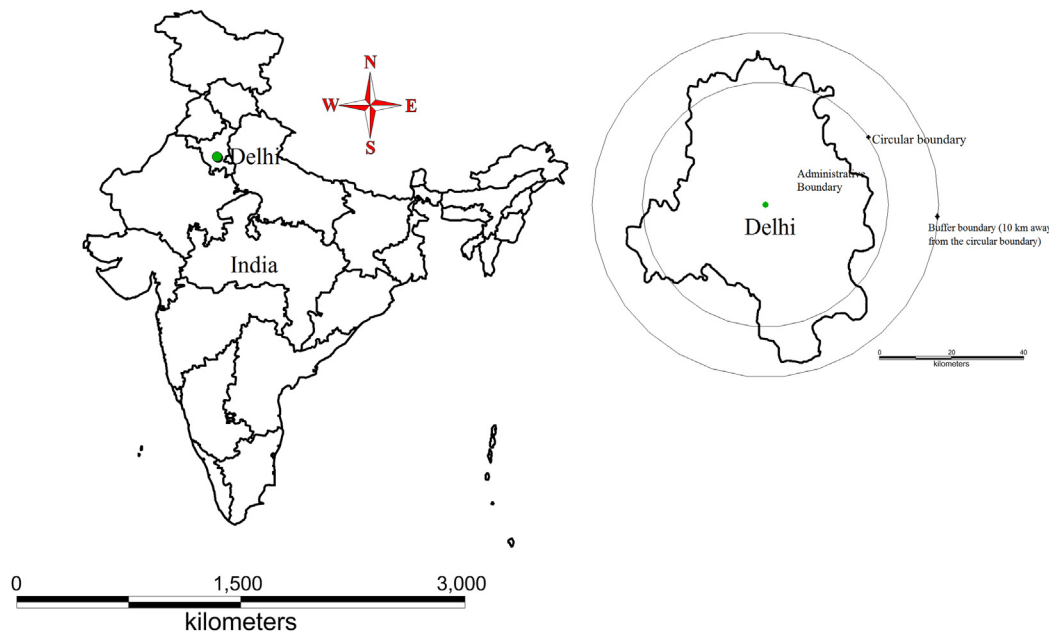 N
W
E
S
Delhi
India
0
1,500
3,000
kilometers
Circular boundary
Administrative
Boundary
Delhi
Buffer boundary (10 km away
from the circular boundary)
0
20
40
kilometers